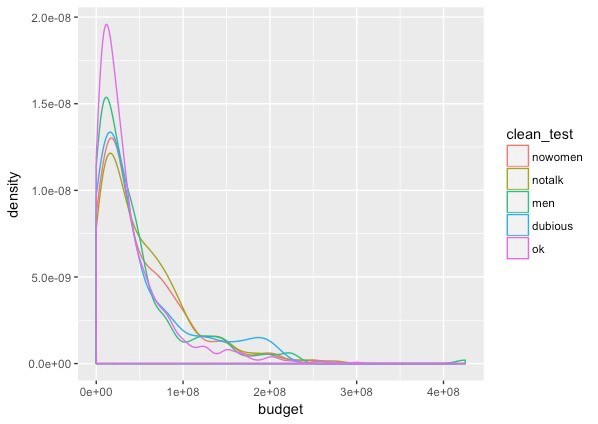 2.0e-08
1.5e-08
1.0e-08
5.0e-09
0.0e+00
density
0e+00 1e+08 2e+08 3e+08 4e+08
budget
clean_test
nowomen
notalk
men
dubious
ok